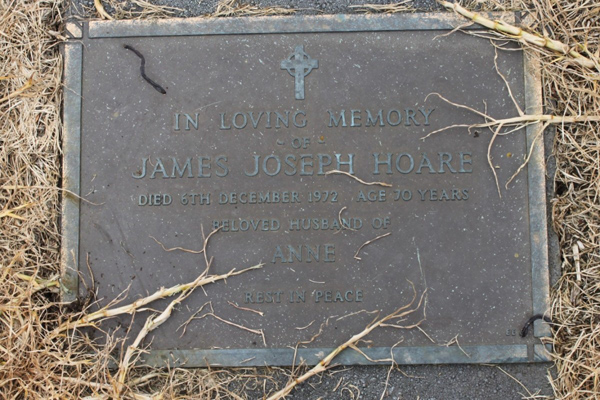 IN LOVING MEMORY
- OF -
JAMES JOSEPH HOARE
DIED 6TH DECEMBER 1972 AGE 70 YEARS
BELOVED HUSBAND OF
ANNE
REST IN PEACE